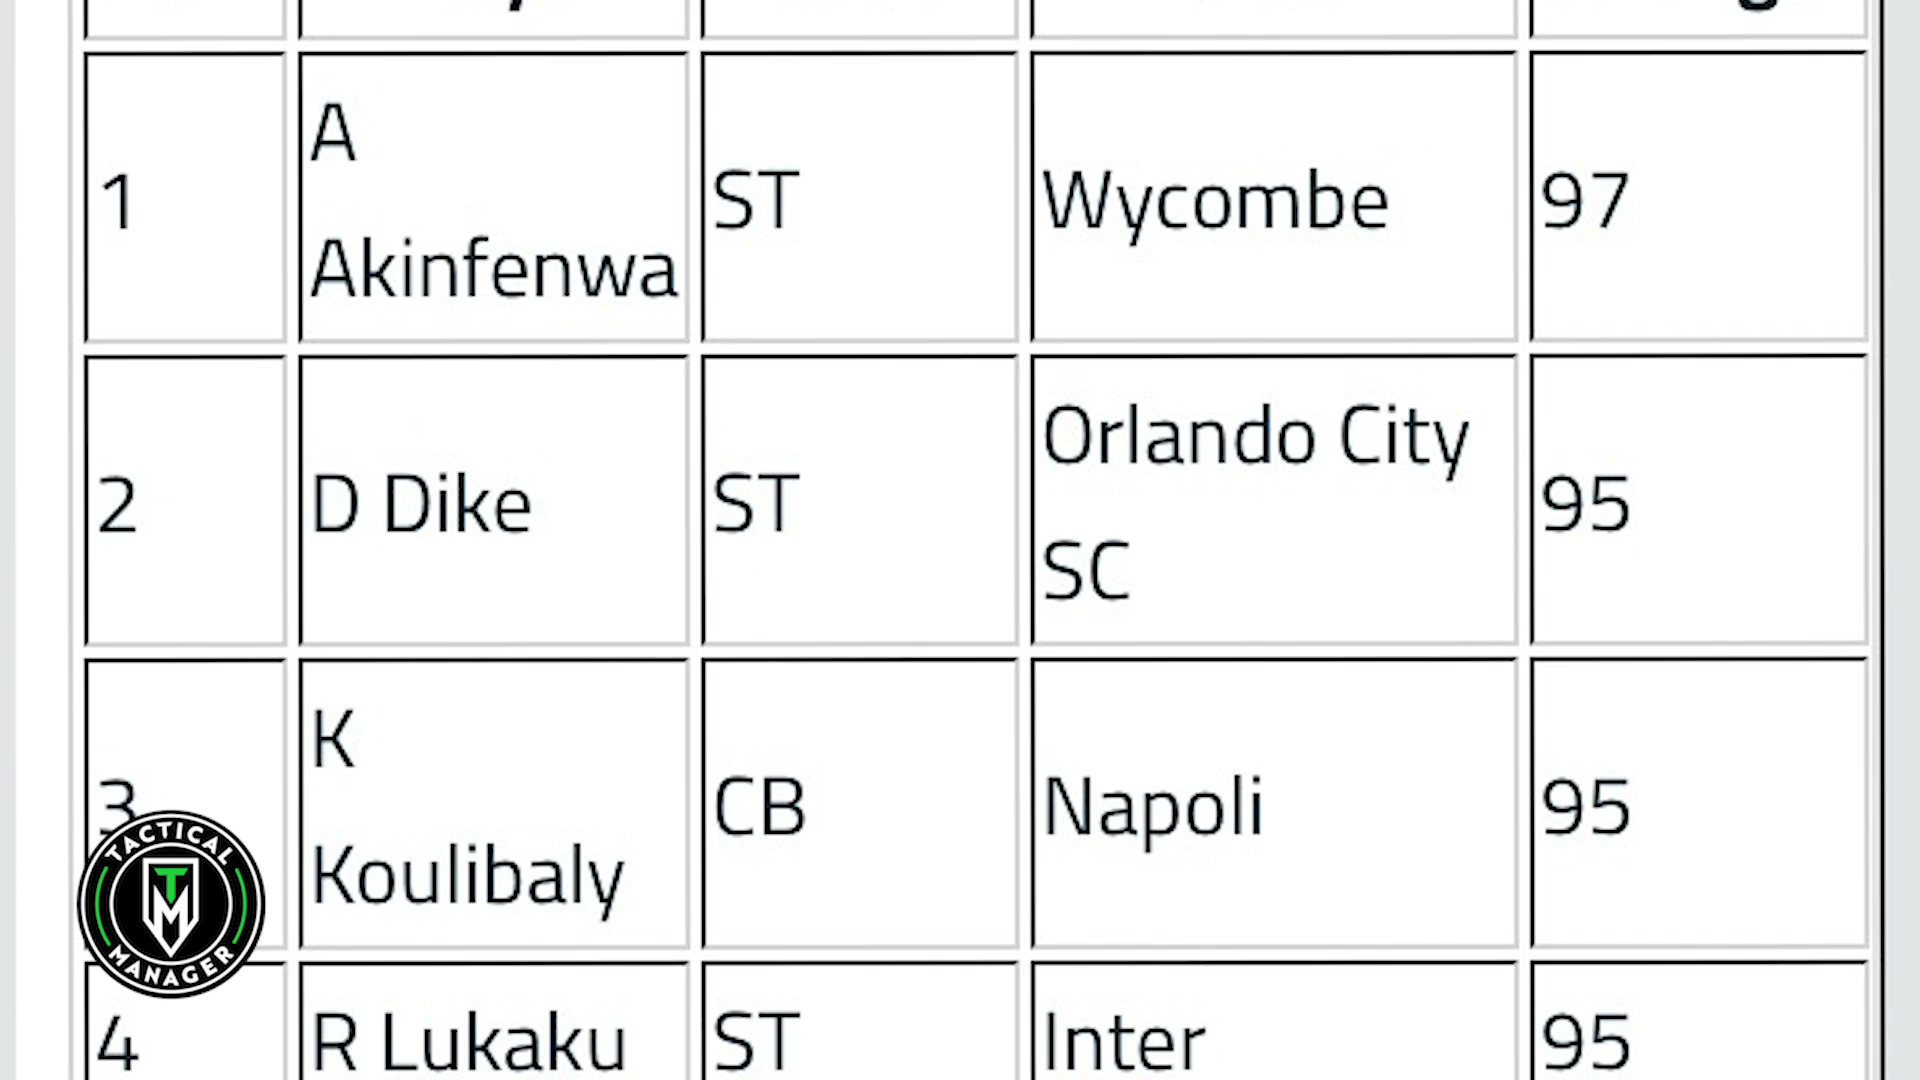 1
A
Akinfenwa
ST
Wycombe
97
2
D Dike
ST
Orlando City
SC
95
3
K
Koulibaly
CB
Napoli
95
4
R Lukaku
ST
Inter
95
TACTICAL
TM
MANAGER